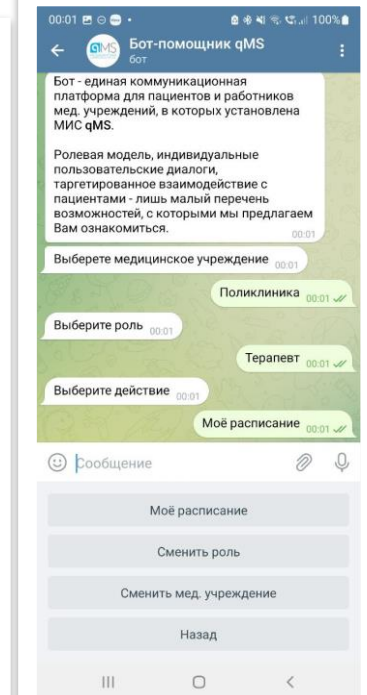 00:01 100%
qMS Бот-помощник qMS
бот
Бот - единая коммуникационная
платформа для пациентов и работников
мед. учреждений, в которых установлена
МИС qMS.
Ролевая модель, индивидуальные
пользовательские диалоги,
таргетированное взаимодействие с
пациентами - лишь малый перечень
возможностей, с которыми мы предлагаем
Вам ознакомиться. 00:01
Выберете медицинское учреждение 00:01
Поликлиника 00:01
Выберите роль 00:01
Терапевт 00:01
Выберите действие 00:01
Моё расписание 00:01
Сообщение
Моё расписание
Сменить роль
Сменить мед. учреждение
Назад